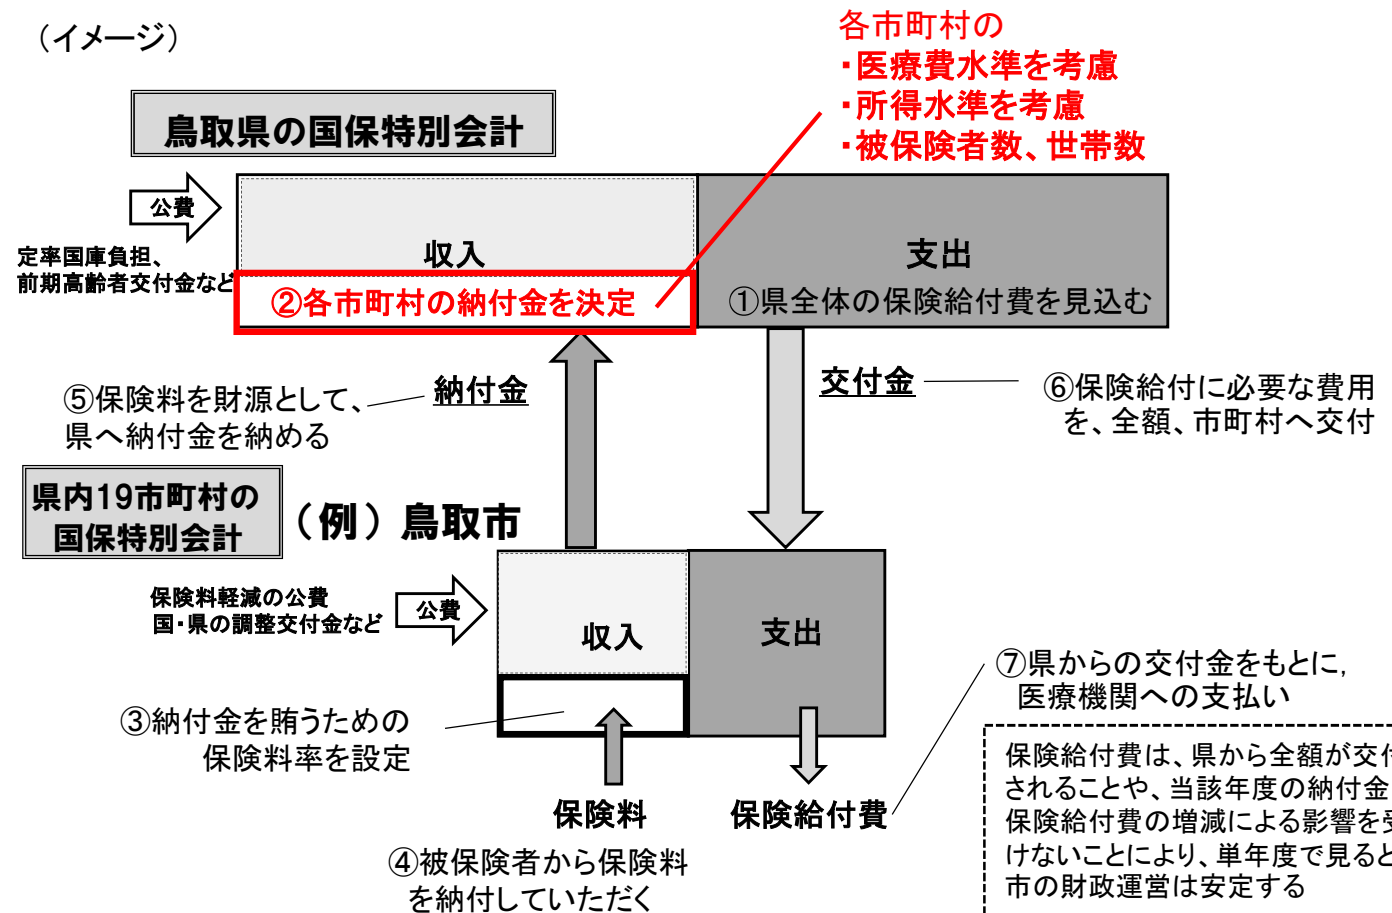 （イメージ）
各市町村の
・医療費水準を考慮
・所得水準を考慮
・被保険者数、世帯数
鳥取県の国保特別会計
公費
定率国庫負担、
前期高齢者交付金など
収入
支出
②各市町村の納付金を決定
①県全体の保険給付費を見込む
⑤保険料を財源として、
県へ納付金を納める
納付金
交付金
⑥保険給付に必要な費用
を、全額、市町村へ交付
県内19市町村の
国保特別会計
（例）鳥取市
保険料軽減の公費
国・県の調整交付金など
公費
収入
支出
③納付金を賄うための
保険料率を設定
⑦県からの交付金をもとに,
医療機関への支払い
保険料
保険給付費
④被保険者から保険料
を納付していただく
保険給付費は、県から全額が交付
されることや、当該年度の納付金
保険給付費の増減による影響を受
けないことにより、単年度で見ると
市の財政運営は安定する